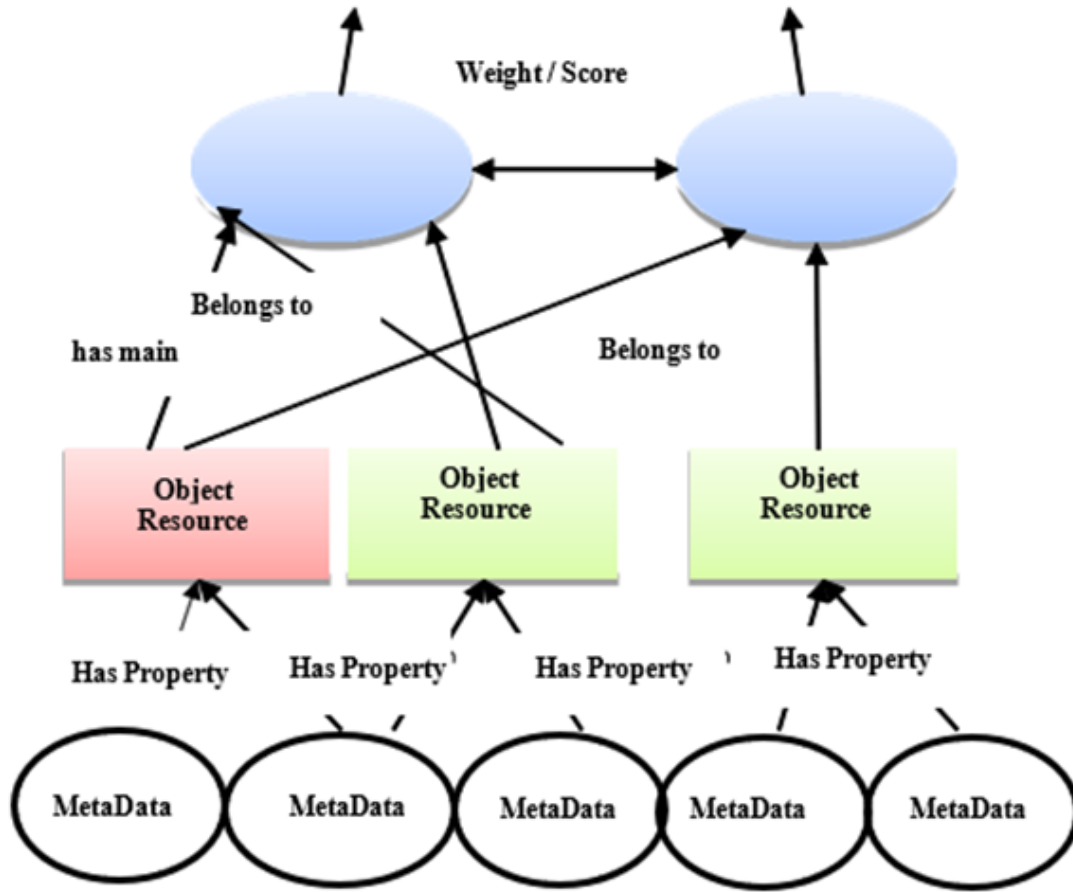 Weight / Score
Belongs to
has main
Belongs to
Object
Resource
Object
Resource
Object
Resource
Has Property
Has Property
Has Property
Has Property
MetaData
MetaData
MetaData
MetaData
MetaData